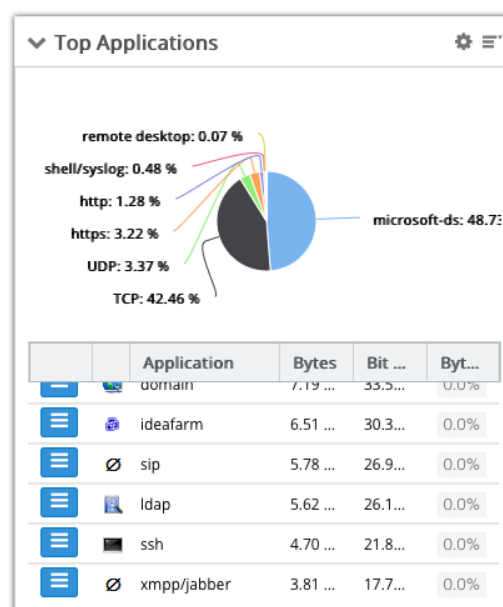 Top Applications
remote desktop: 0.07 %
shell/syslog: 0.48 %
http: 1.28 %
https: 3.22 %
UDP: 3.37 %
TCP: 42.46 %
microsoft-ds: 48.73
Application Bytes Bit ... Byt...
domain 7.19 ... 33.5... 0.0%
ideafarm 6.51 ... 30.3... 0.0%
sip 5.78 ... 26.9... 0.0%
ldap 5.62 ... 26.1... 0.0%
ssh 4.70 ... 21.8... 0.0%
xmpp/jabber 3.81 ... 17.7... 0.0%